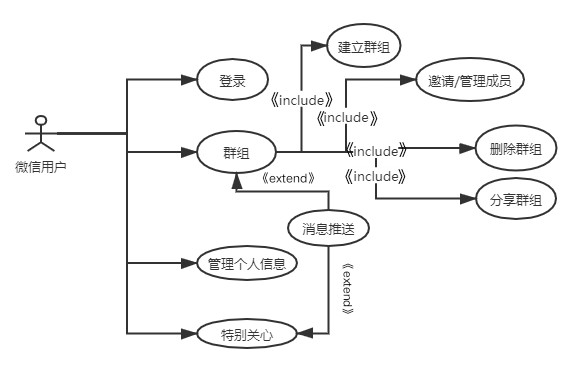 建立群组
登录
邀请/管理成员
《include》
《include》
微信用户
群组
《include》
删除群组
《extend》
《include》
分享群组
消息推送
管理个人信息
《extend》
特别关心